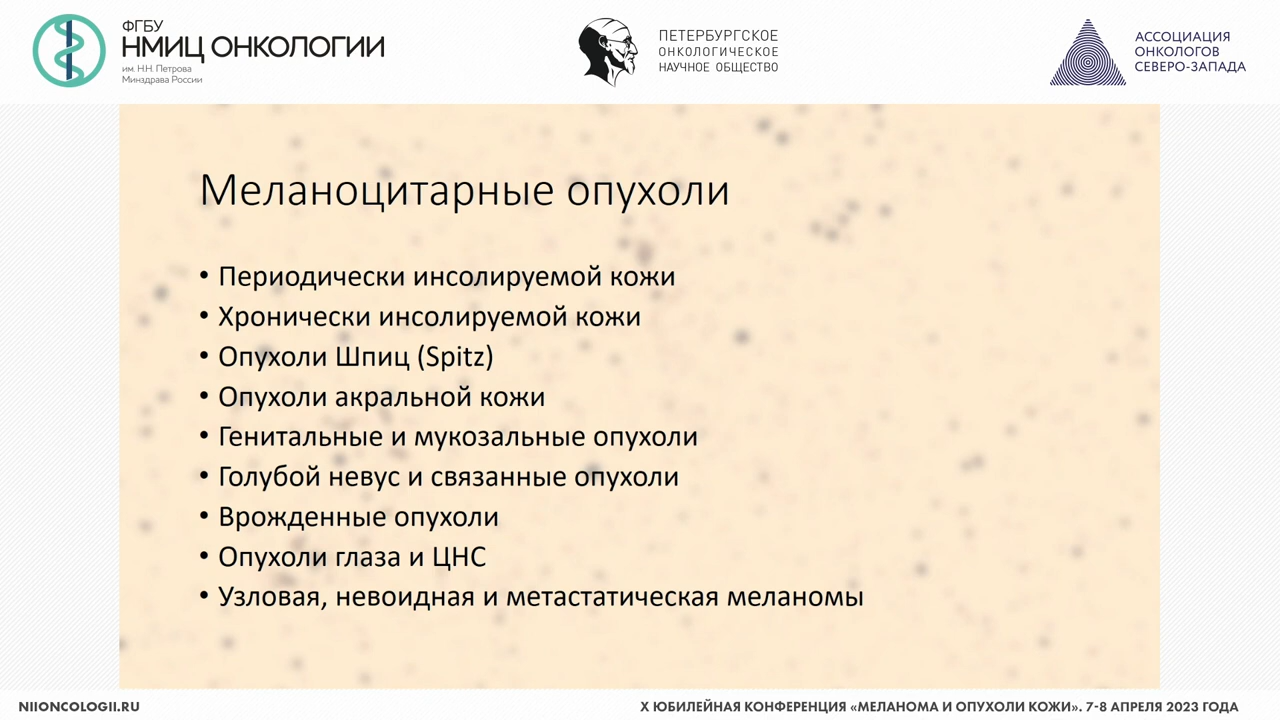 ФГБУ
НМИЦ ОНКОЛОГИИ
им. Н.Н. Петрова
Минздрава России
ПЕТЕРБУРГСКОЕ
ОНКОЛОГИЧЕСКОЕ
НАУЧНОЕ ОБЩЕСТВО
АССОЦИАЦИЯ
ОНКОЛОГОВ
СЕВЕРО-ЗАПАДА
Меланоцитарные опухоли
• Периодически инсолируемой кожи
• Хронически инсолируемой кожи
• Опухоли Шпиц (Spitz)
• Опухоли акральной кожи
• Генитальные и мукозальные опухоли
• Голубой невус и связанные опухоли
• Врожденные опухоли
• Опухоли глаза и ЦНС
• Узловая, невоидная и метастатическая меланомы
NIIONCOLOGII.RU
X ЮБИЛЕЙНАЯ КОНФЕРЕНЦИЯ «МЕЛАНОМА И ОПУХОЛИ КОЖИ». 7-8 АПРЕЛЯ 2023 ГОДА